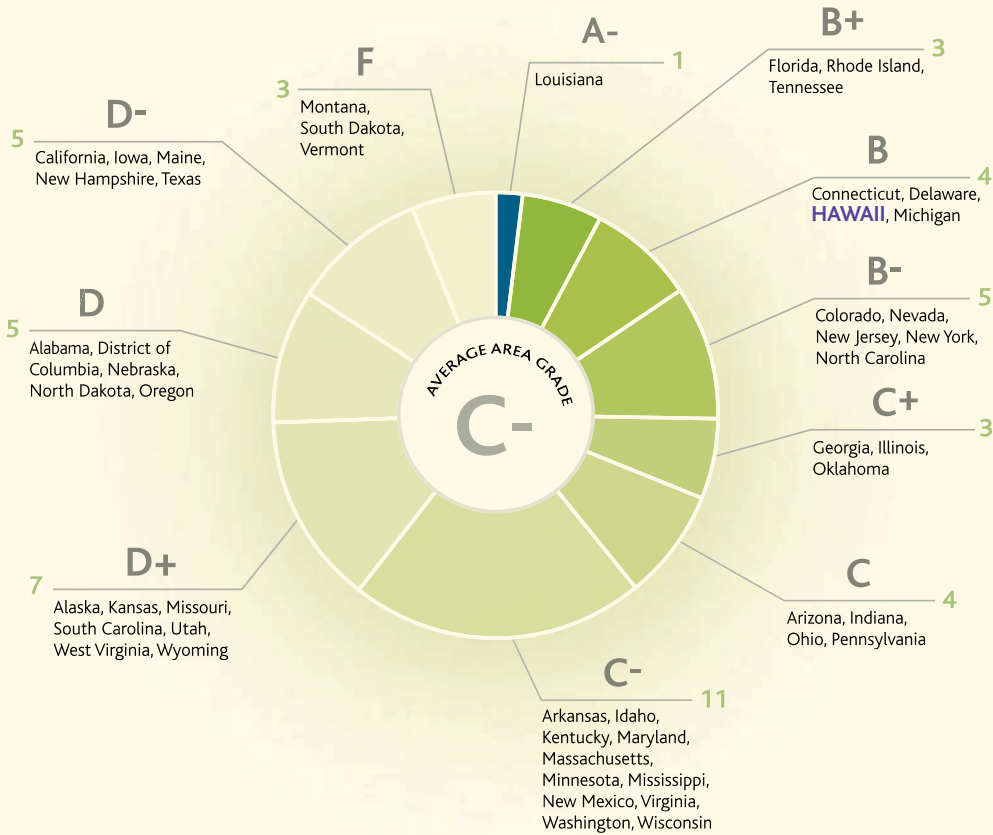 A-
1
Louisiana
B+
3
Florida, Rhode Island,
Tennessee
B
4
Connecticut, Delaware,
HAWAII, Michigan
B-
5
Colorado, Nevada,
New Jersey, New York,
North Carolina
C+
3
Georgia, Illinois,
Oklahoma
C
4
Arizona, Indiana,
Ohio, Pennsylvania
C-
11
Arkansas, Idaho,
Kentucky, Maryland,
Massachusetts,
Minnesota, Mississippi,
New Mexico, Virginia,
Washington, Wisconsin
D+
7
Alaska, Kansas, Missouri,
South Carolina, Utah,
West Virginia, Wyoming
D
5
Alabama, District of
Columbia, Nebraska,
North Dakota, Oregon
D-
5
California, Iowa, Maine,
New Hampshire, Texas
F
3
Montana,
South Dakota,
Vermont
AVERAGE AREA GRADE
C-